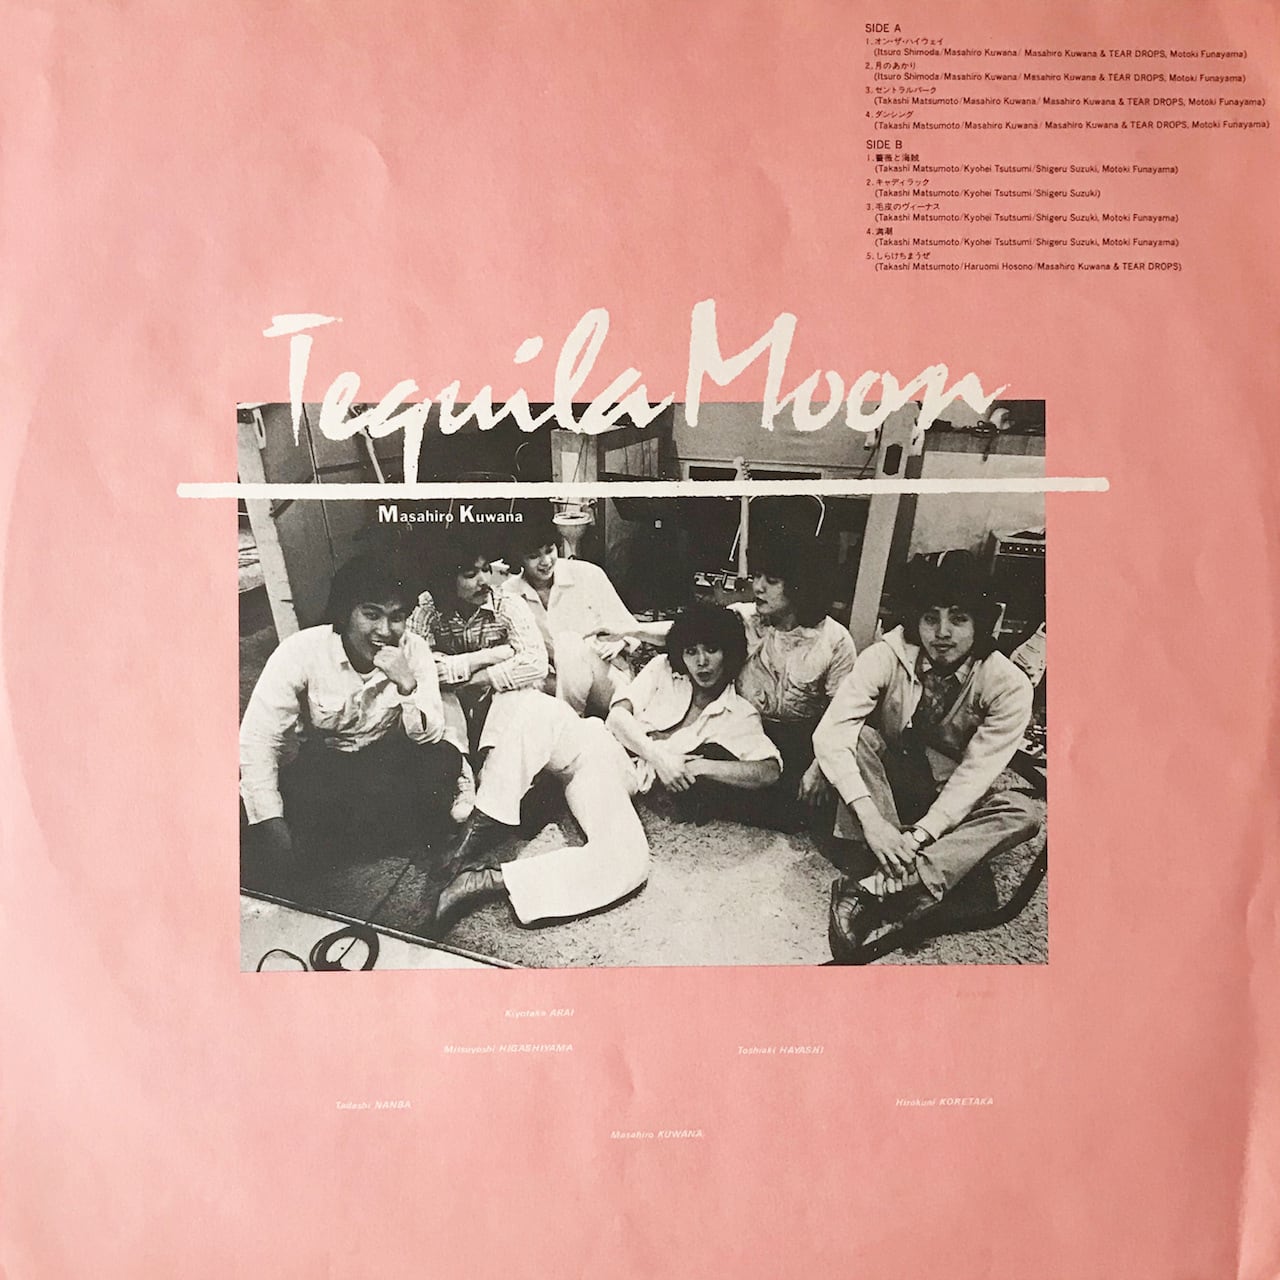 SIDE A
1.オン・ザ・ハイウェイ
(Itsuro Shimoda/Masahiro Kuwana/ Masahiro Kuwana & TEAR DROPS, Motoki Funayama)
2.月のあかり
(Itsuro Shimoda/Masahiro Kuwana/ Masahiro Kuwana & TEAR DROPS, Motoki Funayama)
3.セントラルパーク
(Takashi Matsumoto/Masahiro Kuwana/ Masahiro Kuwana & TEAR DROPS, Motoki Funayama)
4.ダンシング
(Takashi Matsumoto/Masahiro Kuwana/ Masahiro Kuwana & TEAR DROPS, Motoki Funayama)
SIDE B
1.薔薇と海賊
(Takashi Matsumoto/Kyohei Tsutsumi/Shigeru Suzuki, Motoki Funayama)
2.キャディラック
(Takashi Matsumoto/Kyohei Tsutsumi/Shigeru Suzuki)
3.毛皮のヴィーナス
(Takashi Matsumoto/Kyohei Tsutsumi/Shigeru Suzuki, Motoki Funayama)
4.満潮
(Takashi Matsumoto/Kyohei Tsutsumi/Shigeru Suzuki, Motoki Funayama)
5.しらけちまうぜ
(Takashi Matsumoto/Haruomi Hosono/Masahiro Kuwana & TEAR DROPS)
Tequila Moon
Masahiro Kuwana
Kiyotaka ARAI
Mitsuyoshi HIGASHIYAMA
Toshiaki HAYASHI
Tadashi NANBA
Hirokuni KORETAKA
Masahiro KUWANA